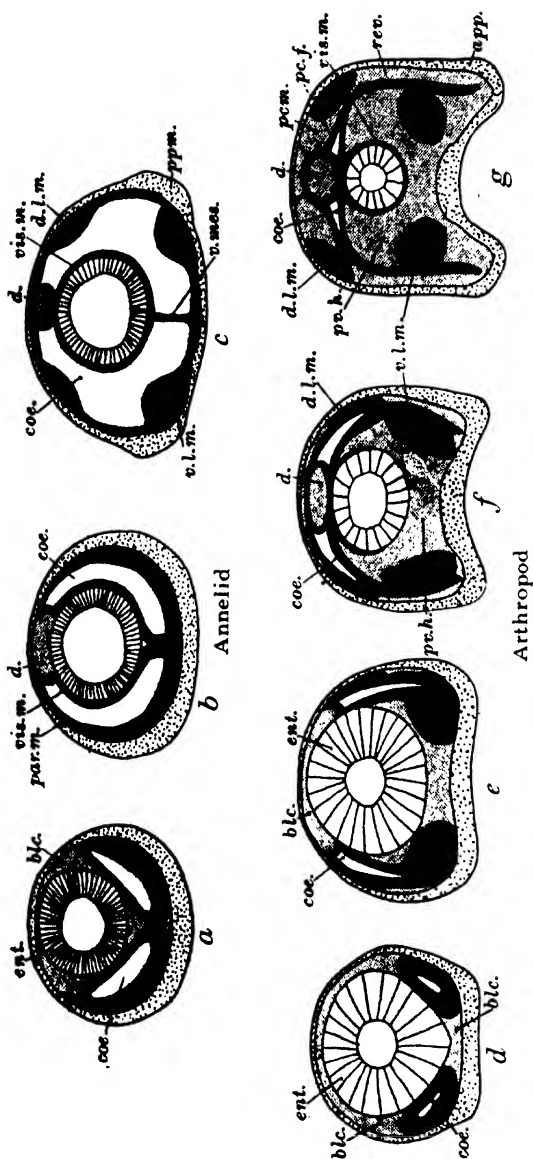 ent.
blc.
coe.
a
par.m.
vis.m.
d.
coe.
b
coe.
d.
vis.m.
d.l.m.
ppm.
v.mes.
v.l.m.
c
Annelid
ent.
blc.
blc.
coe.
d
coe.
blc.
ent.
e
coe.
d.
d.l.m.
pv.h.
f
d.l.m.
coe.
d.
pcm.
pc.f.
vis.m.
rev.
app.
pv.h.
v.l.m.
g
Arthropod